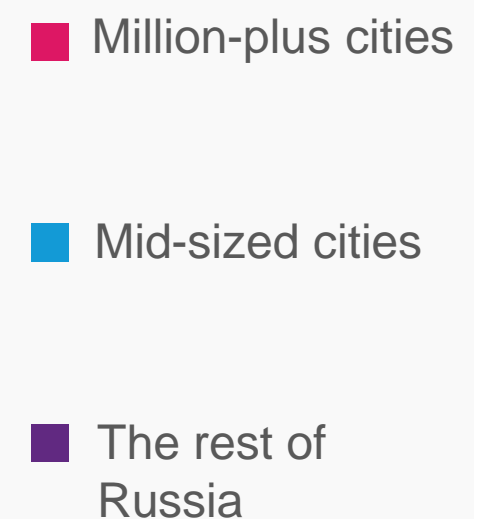 Million-plus cities
Mid-sized cities
The rest of
Russia